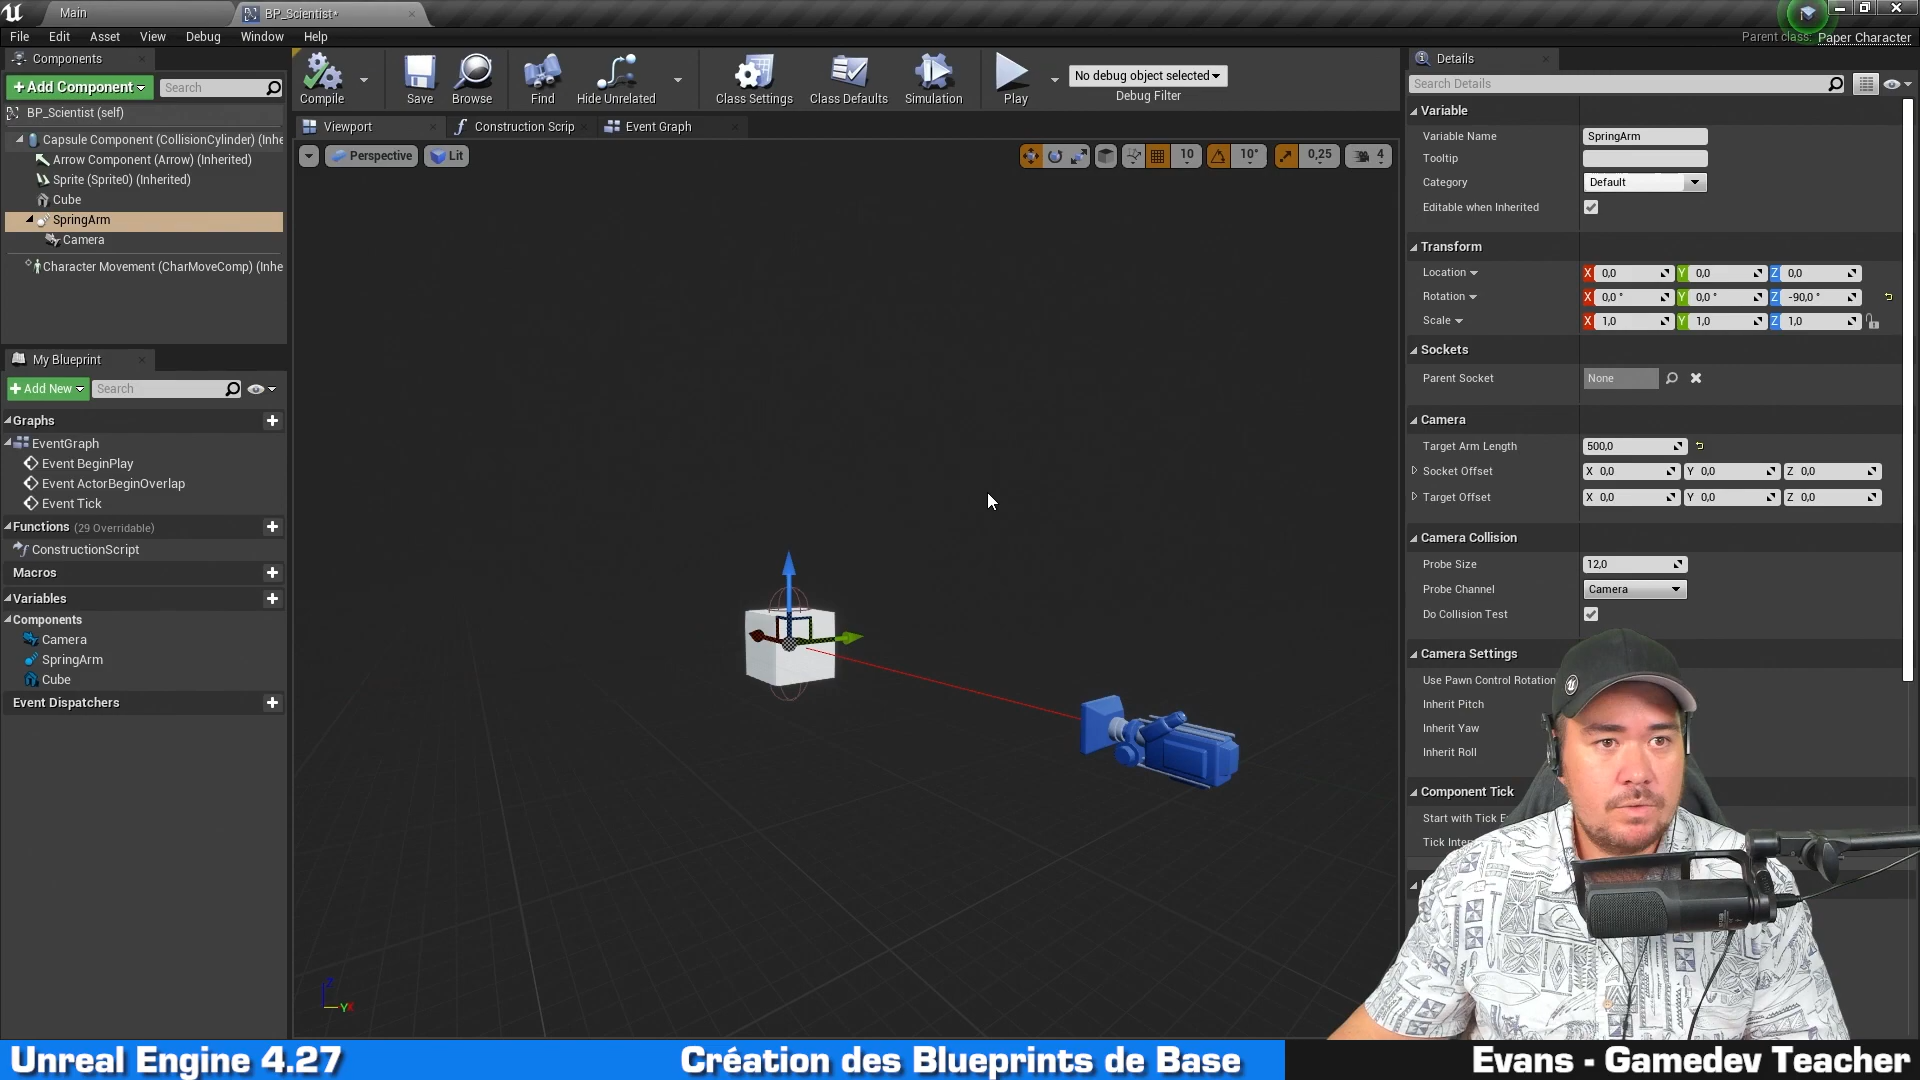 Main
BP_Scientist*
File Edit Asset View Debug Window Help
Parent class: Paper Character
Components
+Add Component
Search
BP_Scientist (self)
Capsule Component (CollisionCylinder) (Inhe
Arrow Component (Arrow) (Inherited)
Sprite (Sprite0) (Inherited)
Cube
SpringArm
Camera
Character Movement (CharMoveComp) (Inhe
My Blueprint
+Add New
Search
Graphs
EventGraph
Event BeginPlay
Event ActorBeginOverlap
Event Tick
Functions (29 Overridable)
ConstructionScript
Macros
Variables
Components
Camera
SpringArm
Cube
Event Dispatchers
Compile
Save
Browse
Find
Hide Unrelated
Class Settings
Class Defaults
Simulation
Play
No debug object selected
Debug Filter
Viewport
Construction Scrip
Event Graph
Perspective
Lit
10
10°
0,25
4
Z
Y X
Details
Search Details
Variable
Variable Name SpringArm
Tooltip
Category Default
Editable when Inherited
Transform
Location X 0,0 Y 0,0 Z 0,0
Rotation X 0,0 ° Y 0,0 ° Z -90,0 °
Scale X 1,0 Y 1,0 Z 1,0
Sockets
Parent Socket None
Camera
Target Arm Length 500,0
Socket Offset X 0,0 Y 0,0 Z 0,0
Target Offset X 0,0 Y 0,0 Z 0,0
Camera Collision
Probe Size 12,0
Probe Channel Camera
Do Collision Test
Camera Settings
Use Pawn Control Rotation
Inherit Pitch
Inherit Yaw
Inherit Roll
Component Tick
Start with Tick E
Tick Inte
Unreal Engine 4.27
Création des Blueprints de Base
Evans - Gamedev Teacher